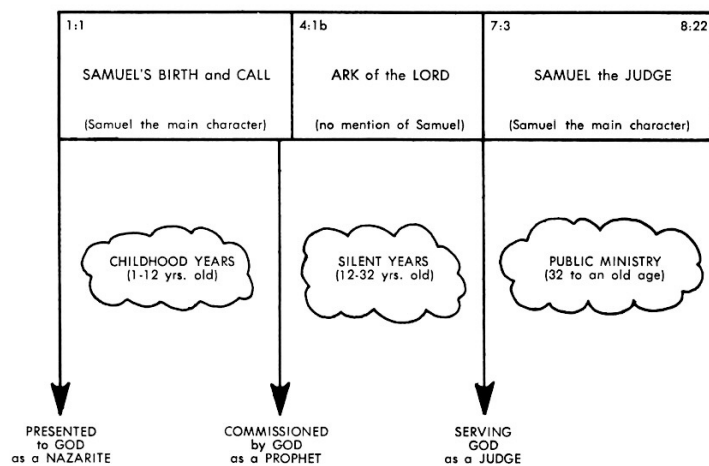 1:1
4:1b
7:3
8:22
SAMUEL'S BIRTH and CALL
ARK of the LORD
SAMUEL the JUDGE
(Samuel the main character)
(no mention of Samuel)
(Samuel the main character)
CHILDHOOD YEARS
(1-12 yrs. old)
SILENT YEARS
(12-32 yrs. old)
PUBLIC MINISTRY
(32 to an old age)
PRESENTED
to GOD
as a NAZARITE
COMMISSIONED
by GOD
as a PROPHET
SERVING
GOD
as a JUDGE